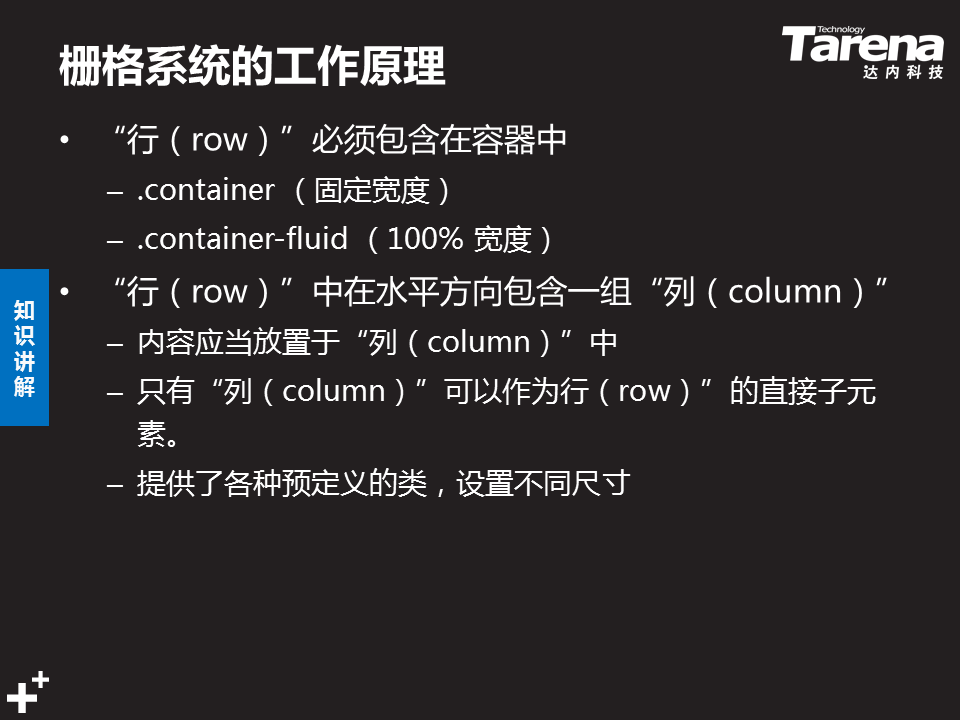 栅格系统的工作原理
Technology
Tarena
达内科技
• “行（row）”必须包含在容器中
– .container （固定宽度）
– .container-fluid （100% 宽度）
• “行（row）”中在水平方向包含一组“列（column）”
– 内容应当放置于“列（column）”中
– 只有“列（column）”可以作为行（row）”的直接子元
素。
– 提供了各种预定义的类，设置不同尺寸
知
识
讲
解